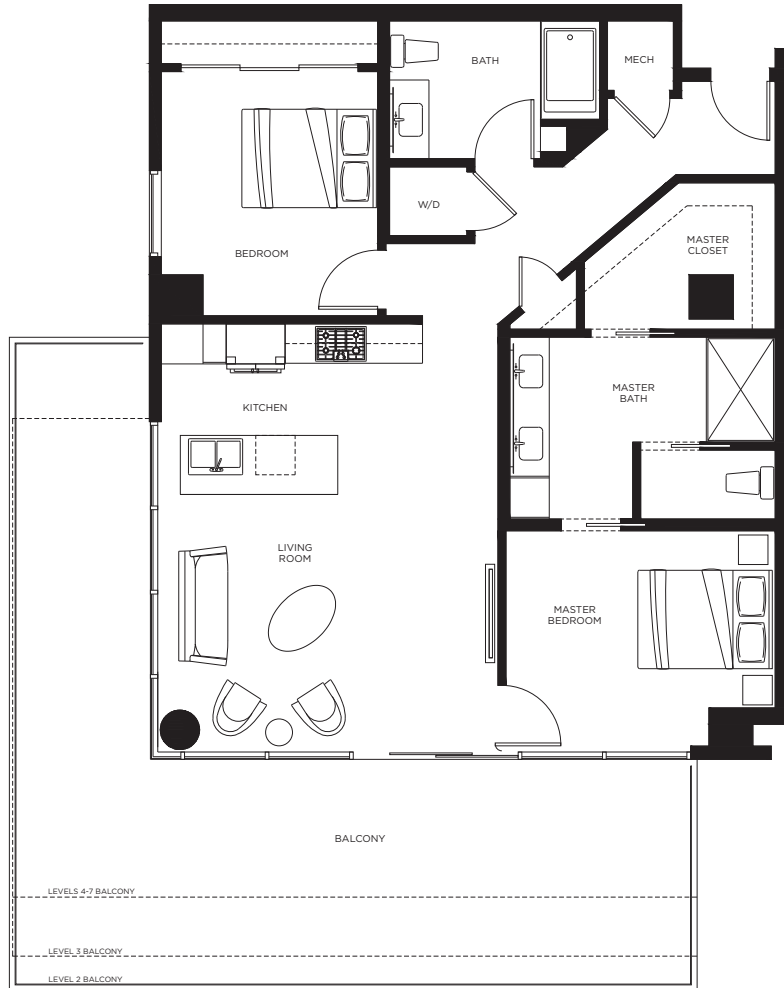 BATH
MECH
W/D
BEDROOM
MASTER
CLOSET
KITCHEN
MASTER
BATH
LIVING
ROOM
MASTER
BEDROOM
BALCONY
LEVELS 4-7 BALCONY
LEVEL 3 BALCONY
LEVEL 2 BALCONY